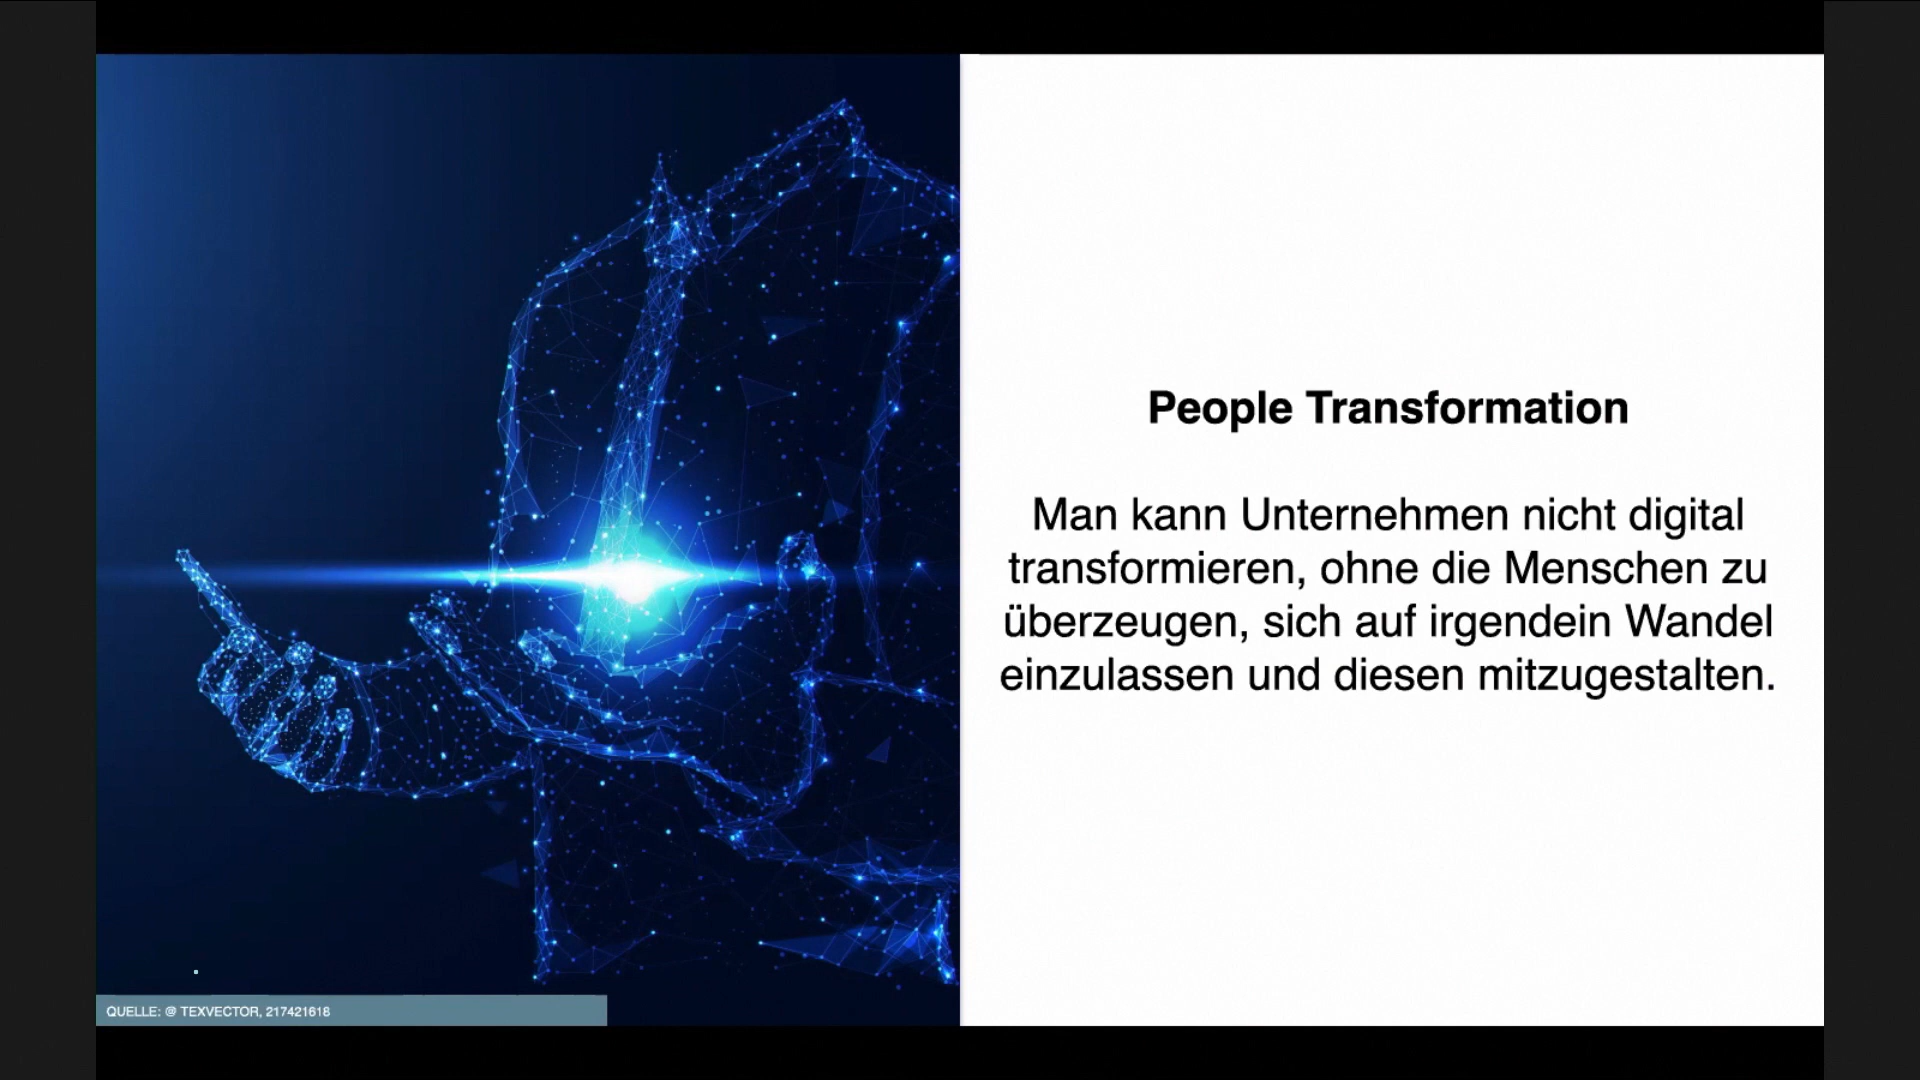 People Transformation
Man kann Unternehmen nicht digital
transformieren, ohne die Menschen zu
überzeugen, sich auf irgendein Wandel
einzulassen und diesen mitzugestalten.
QUELLE: @ TEXVECTOR, 217421618